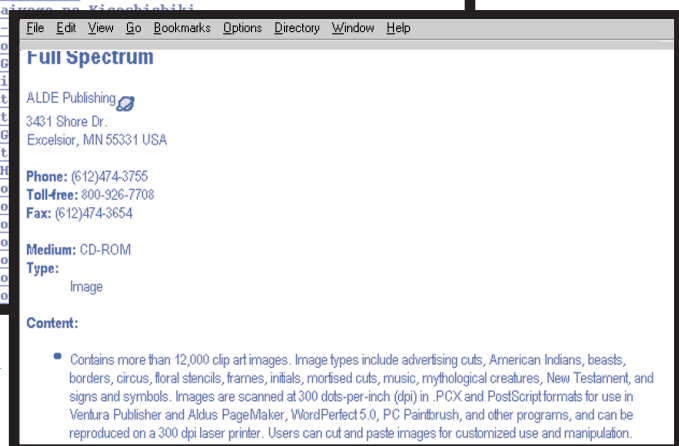 aivago no Kisochishiki
File Edit View Go Bookmarks Options Directory Window Help
Full Spectrum
ALDE Publishing
3431 Shore Dr.
Excelsior, MN 55331 USA
Phone: (612)474-3755
Toll-free: 800-926-7708
Fax: (612)474-3654
Medium: CD-ROM
Type:
Image
Content:
Contains more than 12,000 clip art images. Image types include advertising cuts, American Indians, beasts,
borders, circus, floral stencils, frames, initials, mortised cuts, music, mythological creatures, New Testament, and
signs and symbols. Images are scanned at 300 dots-per-inch (dpi) in .PCX and PostScript formats for use in
Ventura Publisher and Aldus PageMaker, WordPerfect 5.0, PC Paintbrush, and other programs, and can be
reproduced on a 300 dpi laser printer. Users can cut and paste images for customized use and manipulation.